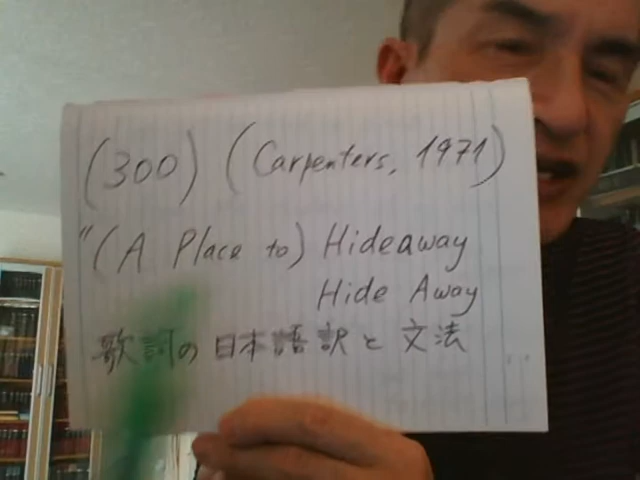 (300) (Carpenters, 1971)
"(A Place to) Hideaway
Hide Away
歌詞の日本語訳と文法